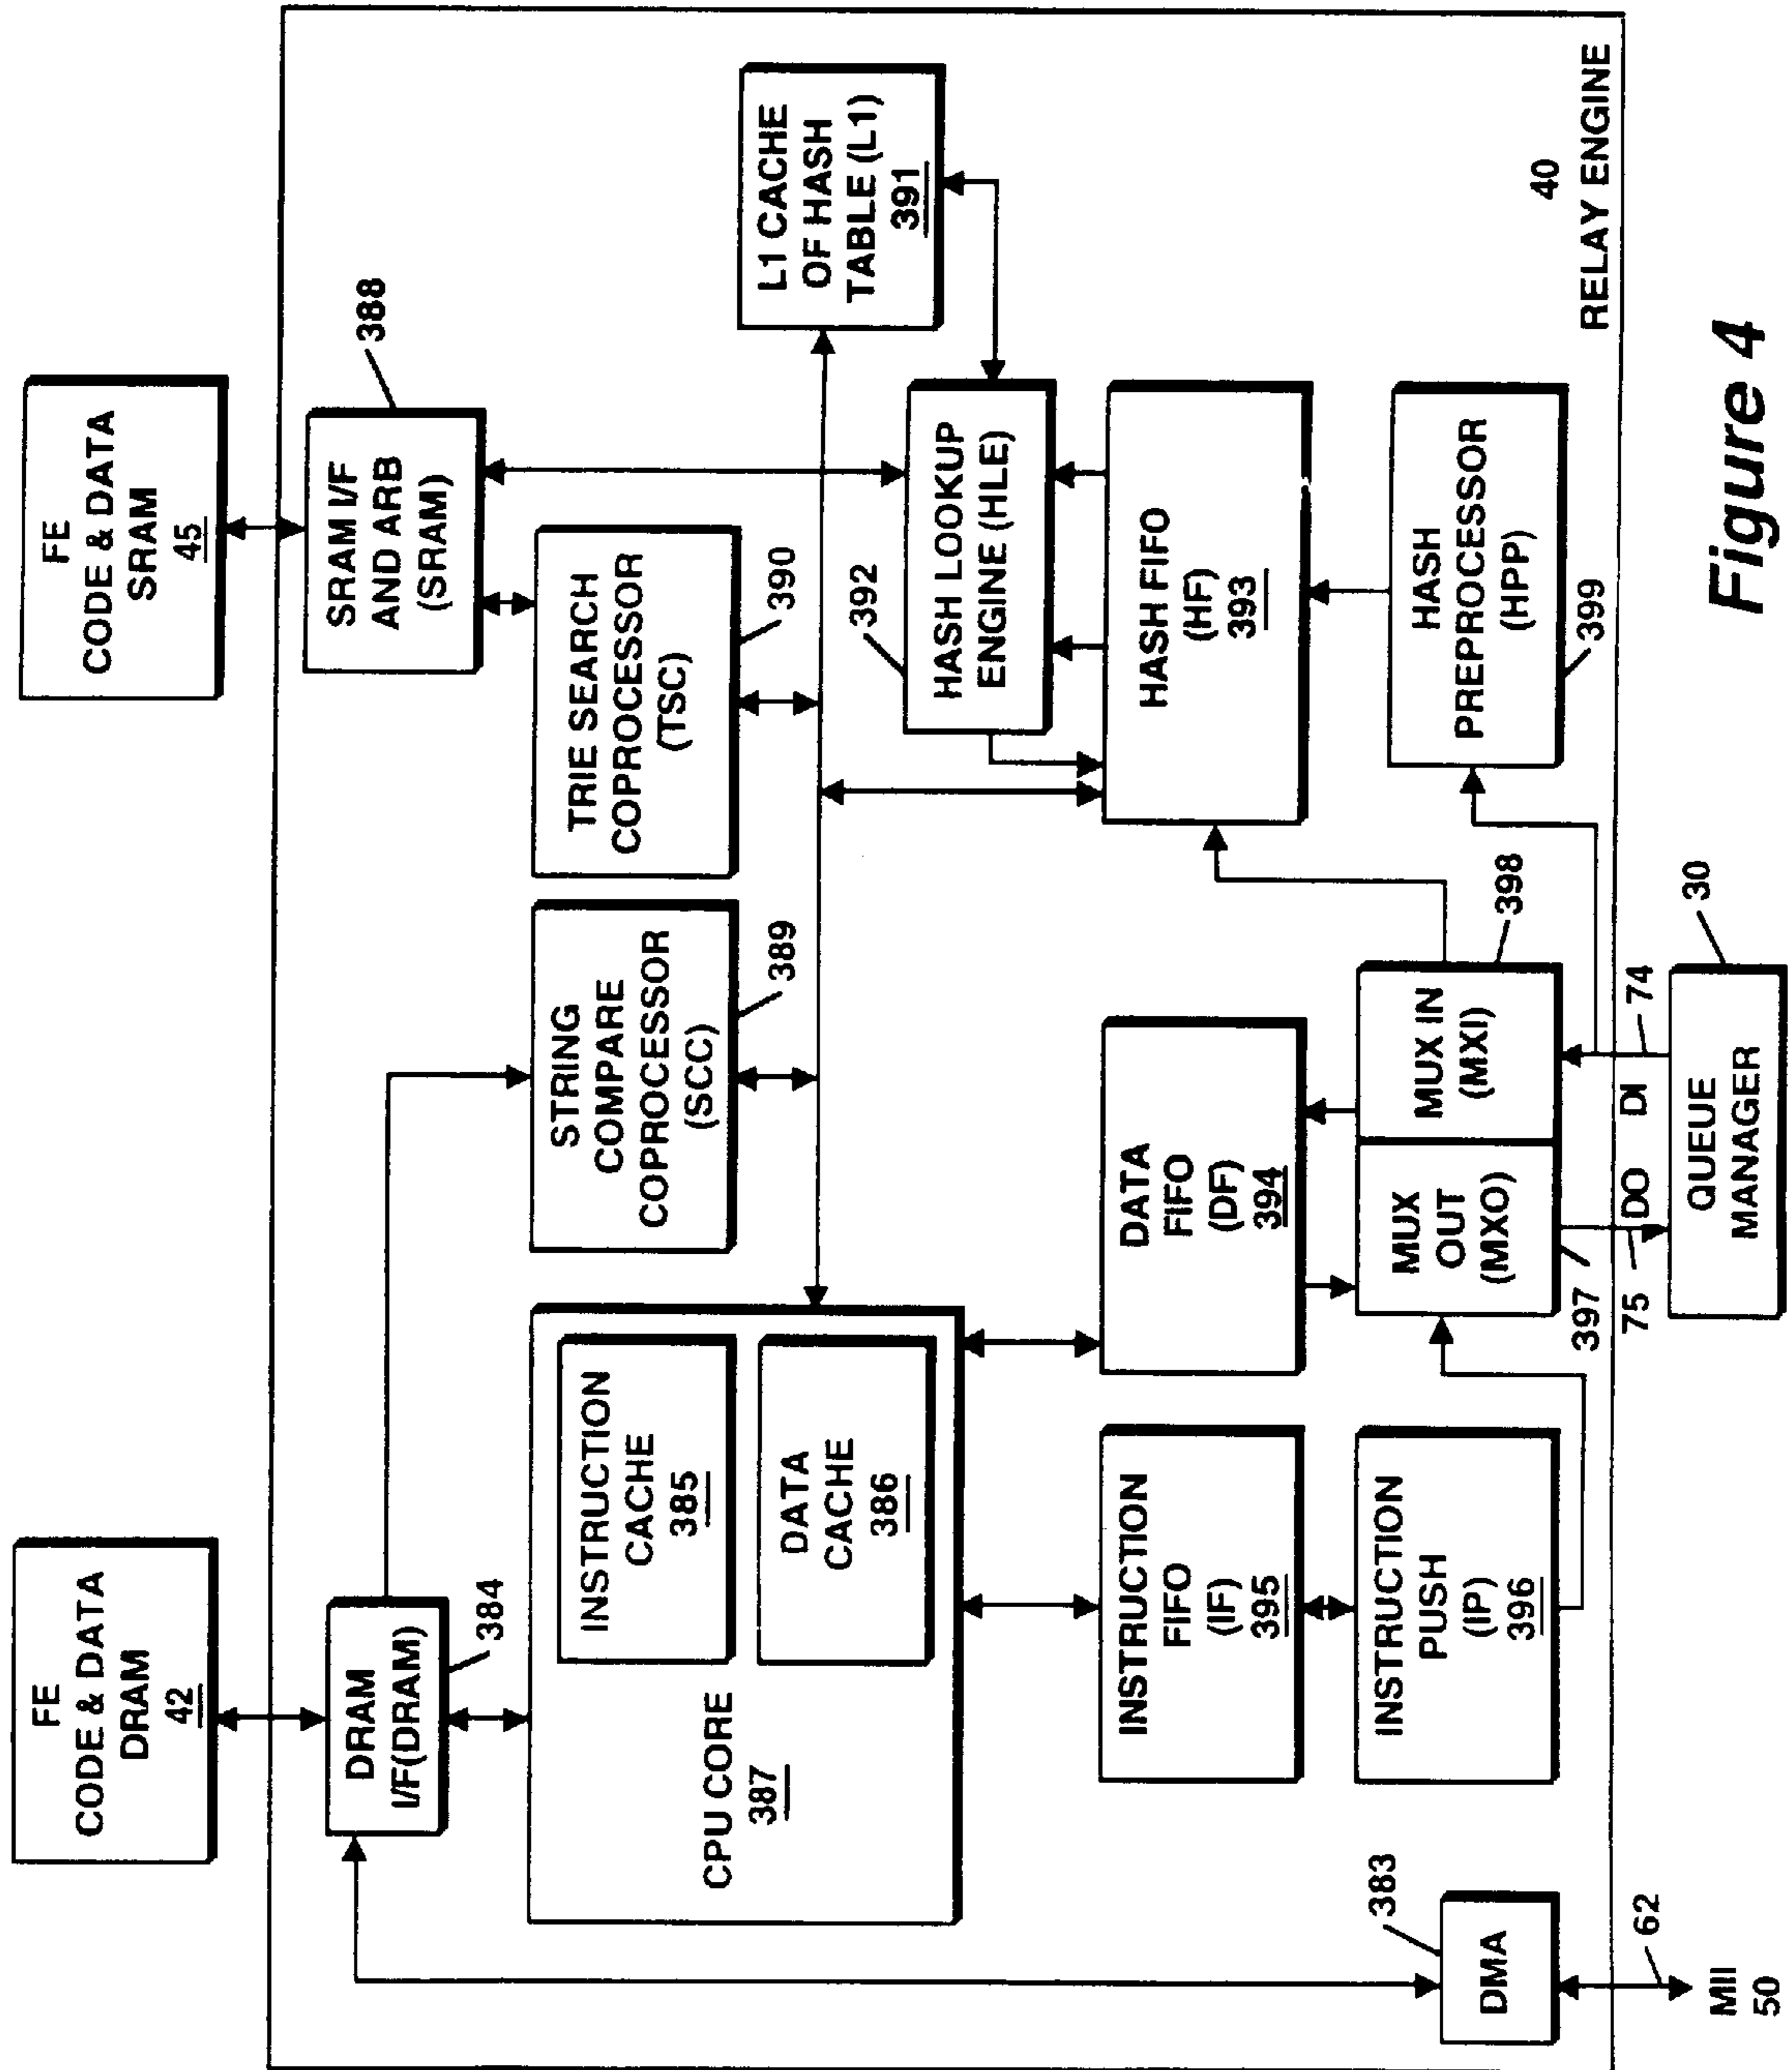 FE
CODE & DATA
DRAM
42
FE
CODE & DATA
SRAM
45
DRAM
I/F(DRAM)
384
SRAM I/F
AND ARB
(SRAM)
388
CPU CORE
387
INSTRUCTION
CACHE
385
DATA
CACHE
386
STRING
COMPARE
COPROCESSOR
(SCC)
389
TRIE SEARCH
COPROCESSOR
(TSC)
390
L1 CACHE
OF HASH
TABLE (L1)
391
392
HASH LOOKUP
ENGINE (HLE)
INSTRUCTION
FIFO
(IF)
395
DATA
FIFO
(DF)
394
HASH FIFO
(HF)
393
383
DMA
INSTRUCTION
PUSH
(IP)
396
MUX
OUT
(MXO)
397
MUX IN
(MXI)
398
HASH
PREPROCESSOR
(HPP)
399
40
RELAY ENGINE
62
MII
50
75
DO
DI
74
QUEUE
MANAGER
30
Figure 4